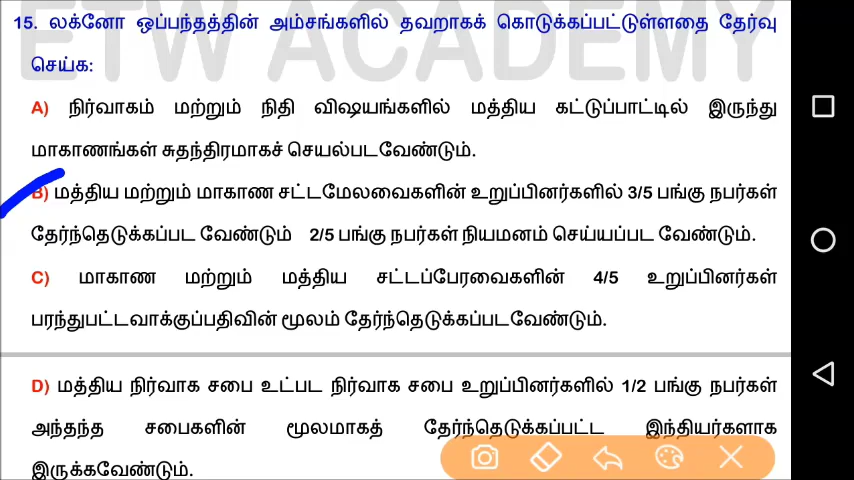 ETW ACADEMY
15. லக்னோ ஒப்பந்தத்தின் அம்சங்களில் தவறாகக் கொடுக்கப்பட்டுள்ளதை தேர்வு
செய்க:
A) நிர்வாகம் மற்றும் நிதி விஷயங்களில் மத்திய கட்டுப்பாட்டில் இருந்து
மாகாணங்கள் சுதந்திரமாகச் செயல்படவேண்டும்.
B) மத்திய மற்றும் மாகாண சட்டமேலவைகளின் உறுப்பினர்களில் 3/5 பங்கு நபர்கள்
தேர்ந்தெடுக்கப்பட வேண்டும் 2/5 பங்கு நபர்கள் நியமனம் செய்யப்பட வேண்டும்.
C) மாகாண மற்றும் மத்திய சட்டப்பேரவைகளின் 4/5 உறுப்பினர்கள்
பரந்துபட்டவாக்குப்பதிவின் மூலம் தேர்ந்தெடுக்கப்படவேண்டும்.
D) மத்திய நிர்வாக சபை உட்பட நிர்வாக சபை உறுப்பினர்களில் 1/2 பங்கு நபர்கள்
அந்தந்த சபைகளின் மூலமாகத் தேர்ந்தெடுக்கப்பட்ட இந்தியர்களாக
இருக்கவேண்டும்.